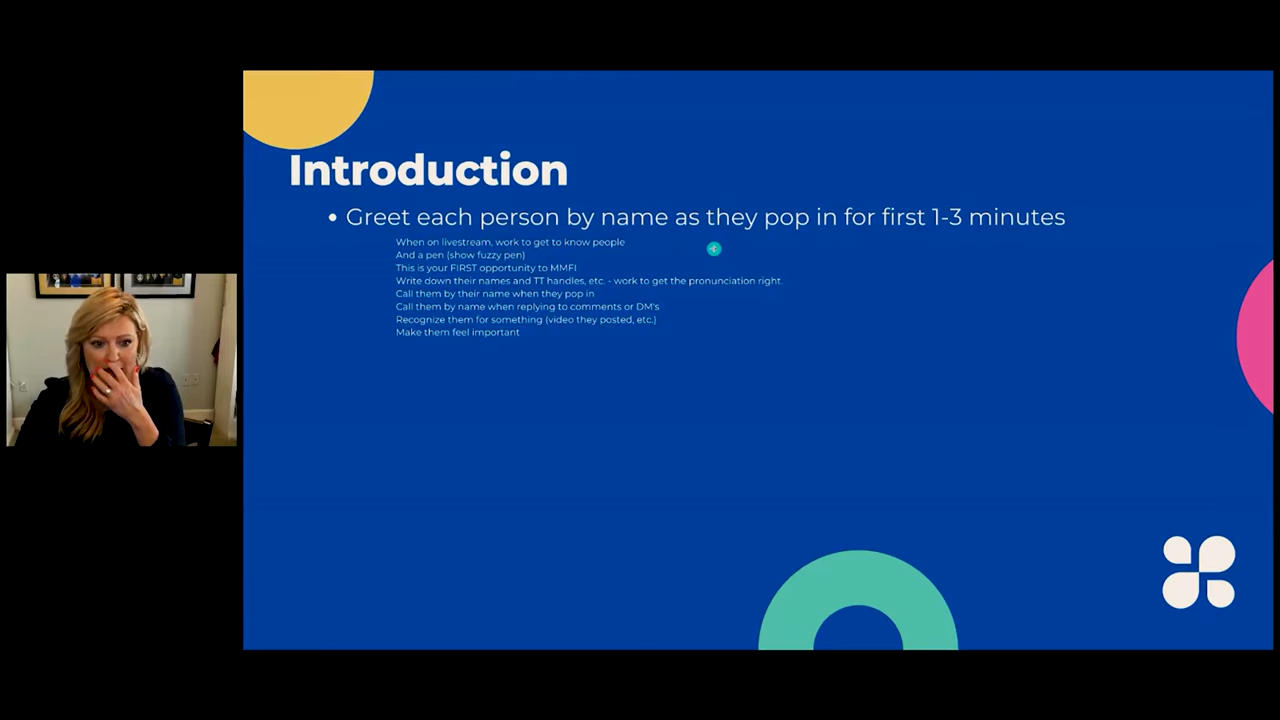 Introduction
• Greet each person by name as they pop in for first 1-3 minutes
When on livestream, work to get to know people
And a pen (show fuzzy pen)
This is your FIRST opportunity to MMFI
Write down their names and TT handles, etc. - work to get the pronunciation right.
Call them by their name when they pop in
Call them by name when replying to comments or DM's
Recognize them for something (video they posted, etc.)
Make them feel important